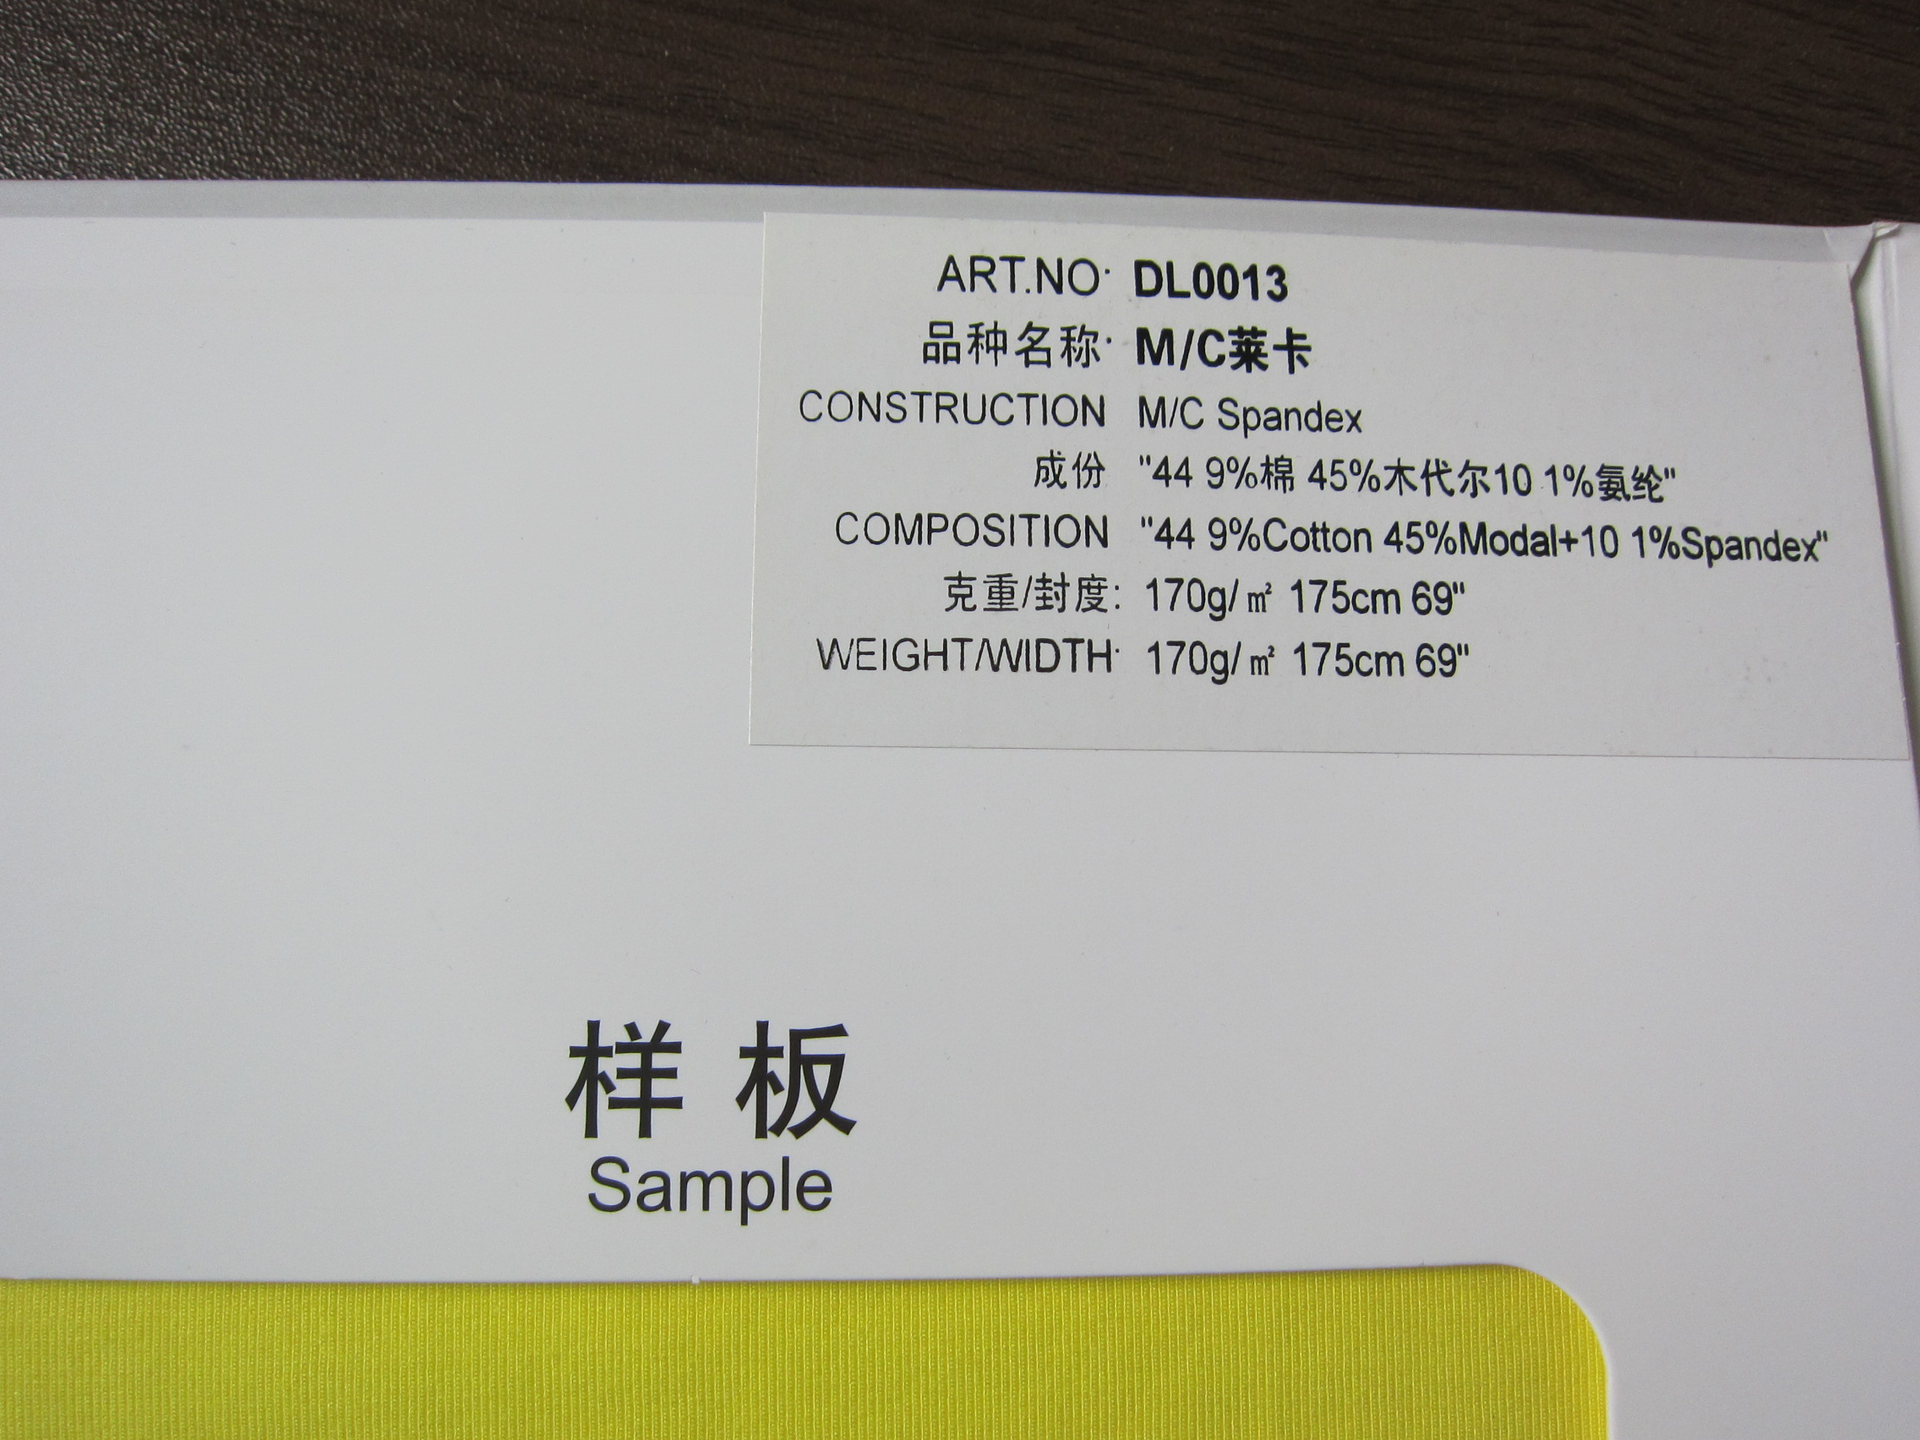 ART.NO: DL0013
品种名称: M/C莱卡
CONSTRUCTION M/C Spandex
成份 "44 9%棉 45%木代尔10 1%氨纶"
COMPOSITION "44 9%Cotton 45%Modal+10 1%Spandex"
克重/封度: 170g/㎡ 175cm 69"
WEIGHT/WIDTH: 170g/㎡ 175cm 69"
样板
Sample